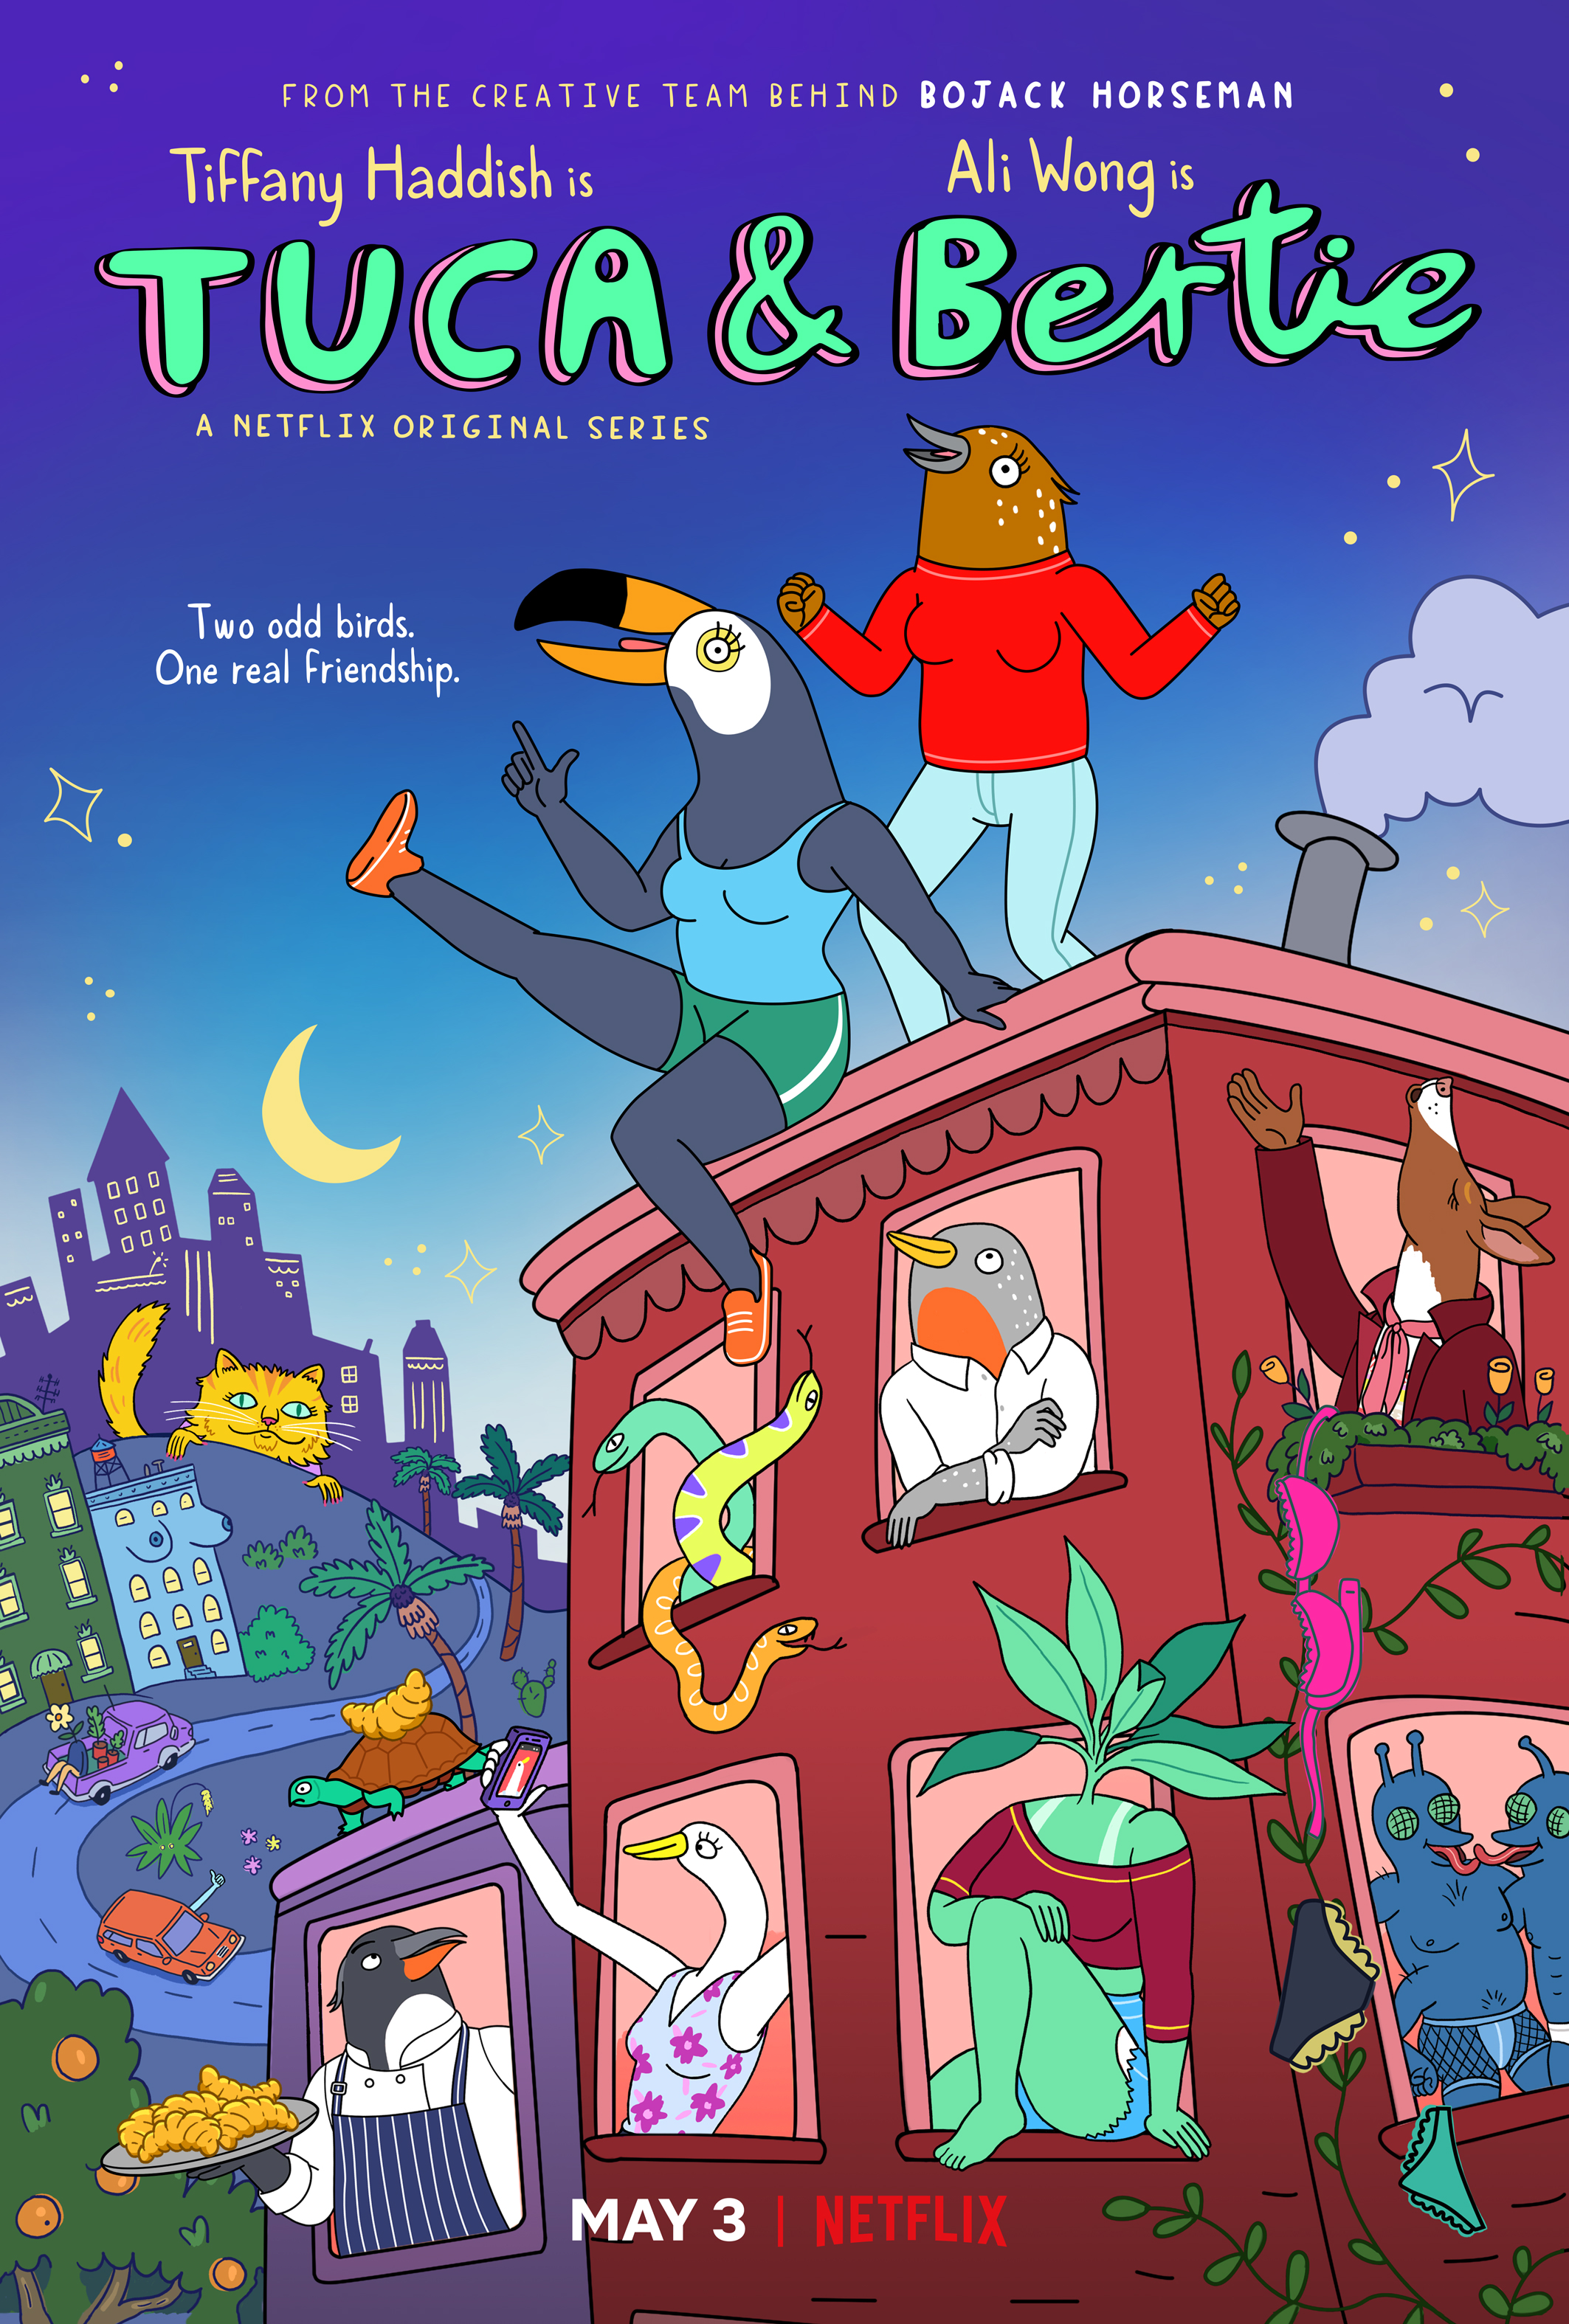 FROM THE CREATIVE TEAM BEHIND BOJACK HORSEMAN
Tiffany Haddish is
Ali Wong is
TUCA & Bertie
A NETFLIX ORIGINAL SERIES
Two odd birds.
One real friendship.
MAY 3 | NETFLIX